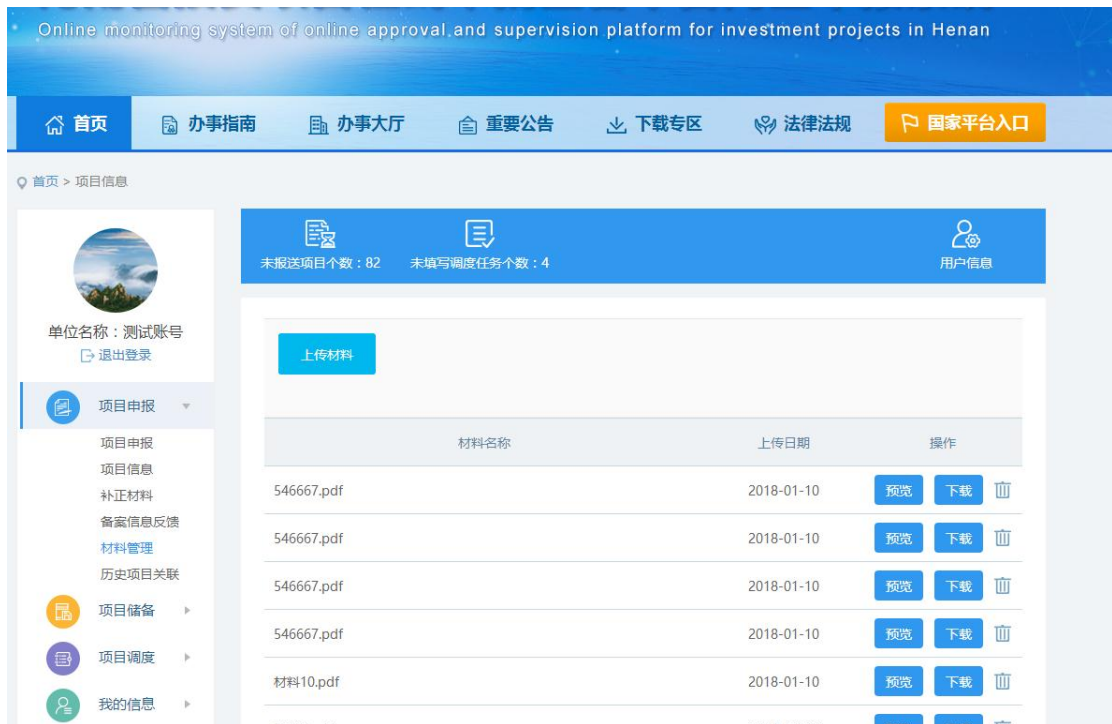 Online monitoring system of online approval and supervision platform for investment projects in Henan
首页 办事指南 办事大厅 重要公告 下载专区 法律法规 国家平台入口
首页 > 项目信息
未报送项目个数：82 未填写调度任务个数：4 用户信息
单位名称：测试账号
退出登录
上传材料
项目申报
项目申报
项目信息
补正材料
备案信息反馈
材料管理
历史项目关联
项目储备
项目调度
我的信息
材料名称 上传日期 操作
546667.pdf 2018-01-10 预览 下载
546667.pdf 2018-01-10 预览 下载
546667.pdf 2018-01-10 预览 下载
546667.pdf 2018-01-10 预览 下载
材料10.pdf 2018-01-10 预览 下载